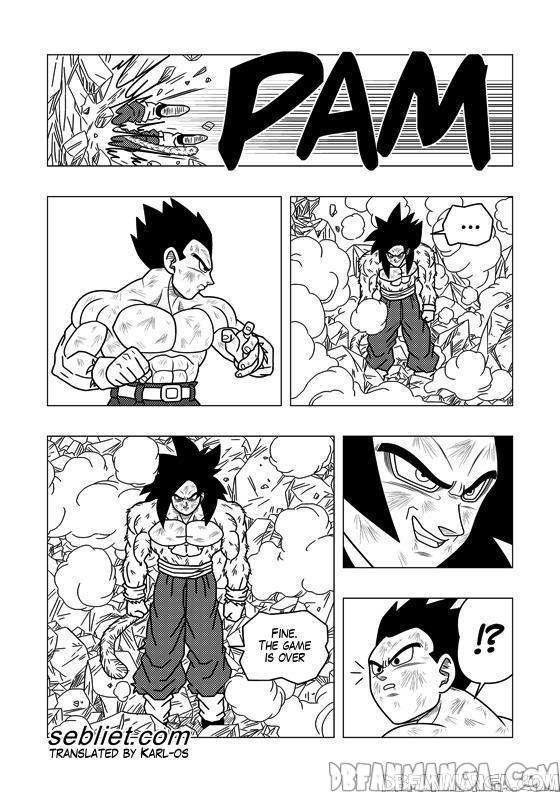 PAM
...
FINE.
THE GAME
IS OVER
!?
sebliet.com
TRANSLATED BY KARL-OS
DBFANMANGA.COM